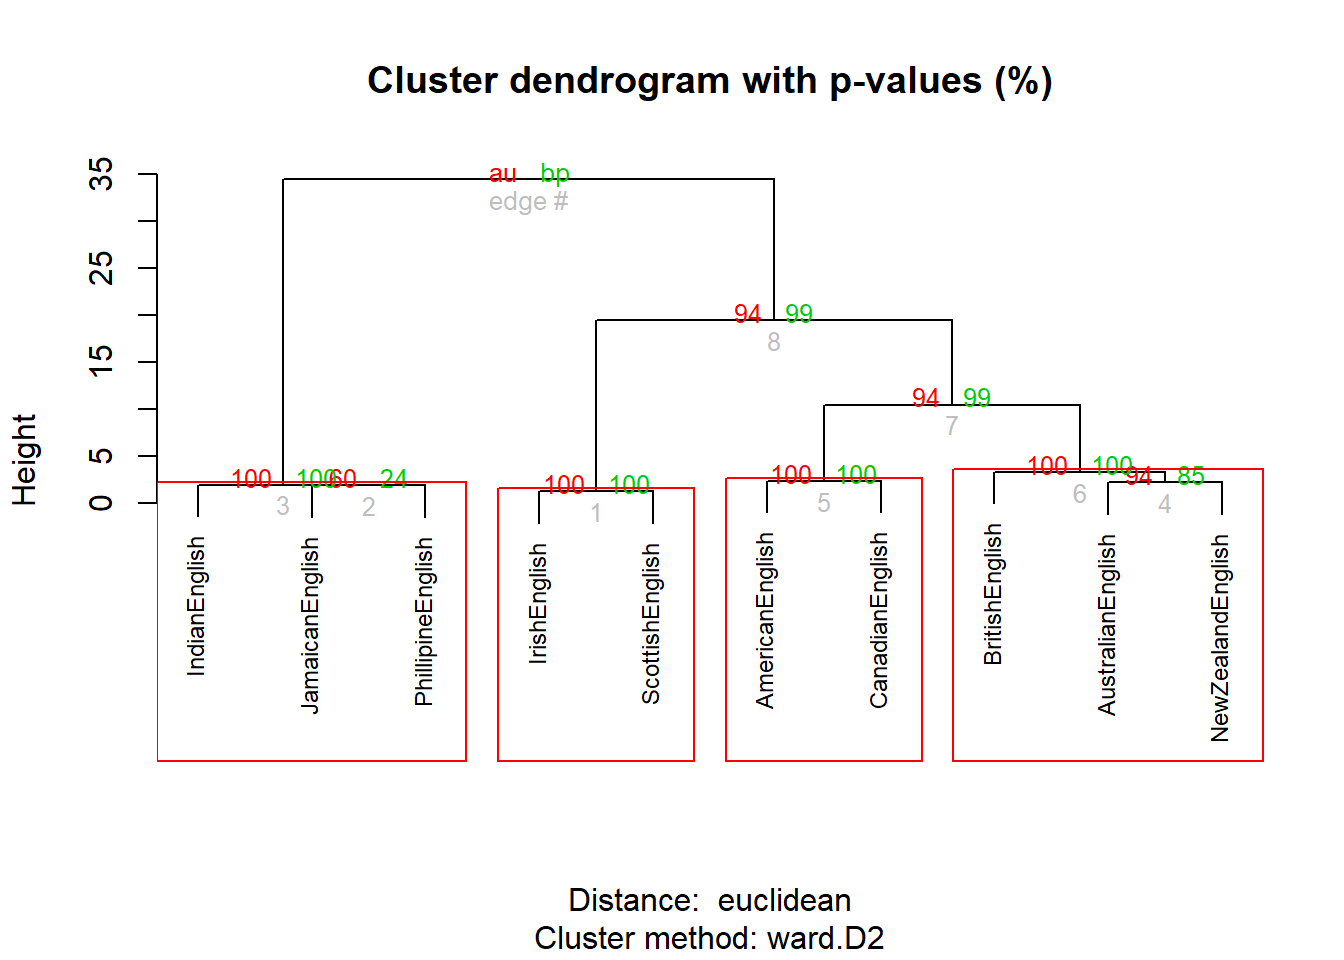 Cluster dendrogram with p-values (%)
Height
35
25
15
5
0
au bp
edge #
94 99
8
94 99
7
100 100
3
60 24
2
100 100
1
100 100
5
100 100
6
94 85
4
IndianEnglish
JamaicanEnglish
PhillipineEnglish
IrishEnglish
ScottishEnglish
AmericanEnglish
CanadianEnglish
BritishEnglish
AustralianEnglish
NewZealandEnglish
Distance: euclidean
Cluster method: ward.D2